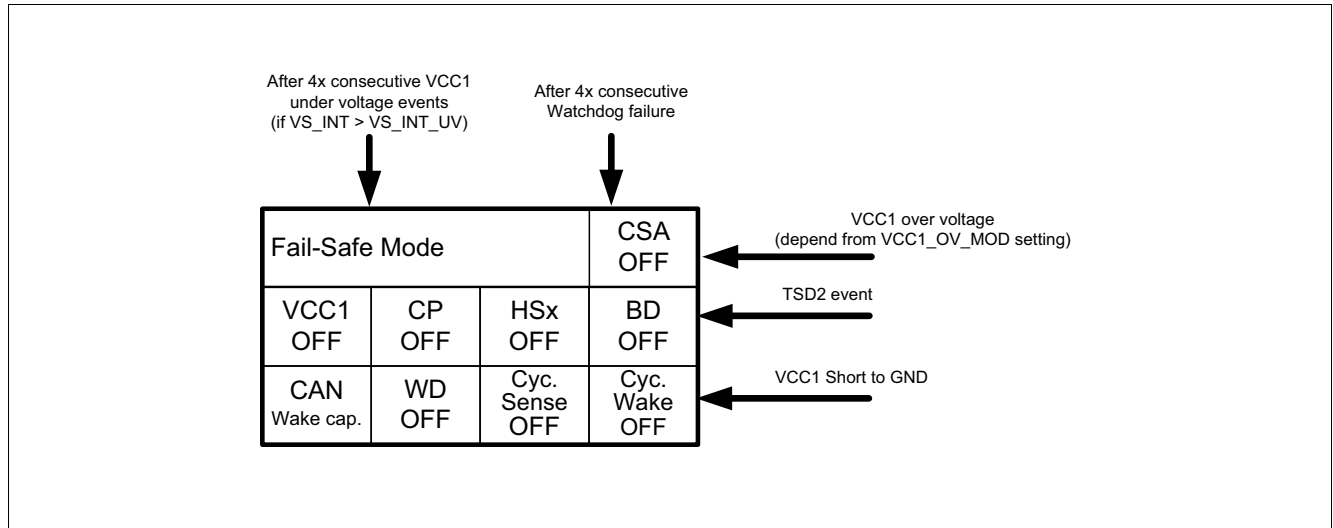 After 4x consecutive VCC1
under voltage events
(if VS_INT > VS_INT_UV)
After 4x consecutive
Watchdog failure
Fail-Safe Mode
CSA
OFF
VCC1 over voltage
(depend from VCC1_OV_MOD setting)
VCC1
OFF
CP
OFF
HSx
OFF
BD
OFF
TSD2 event
CAN
Wake cap.
WD
OFF
Cyc.
Sense
OFF
Cyc.
Wake
OFF
VCC1 Short to GND